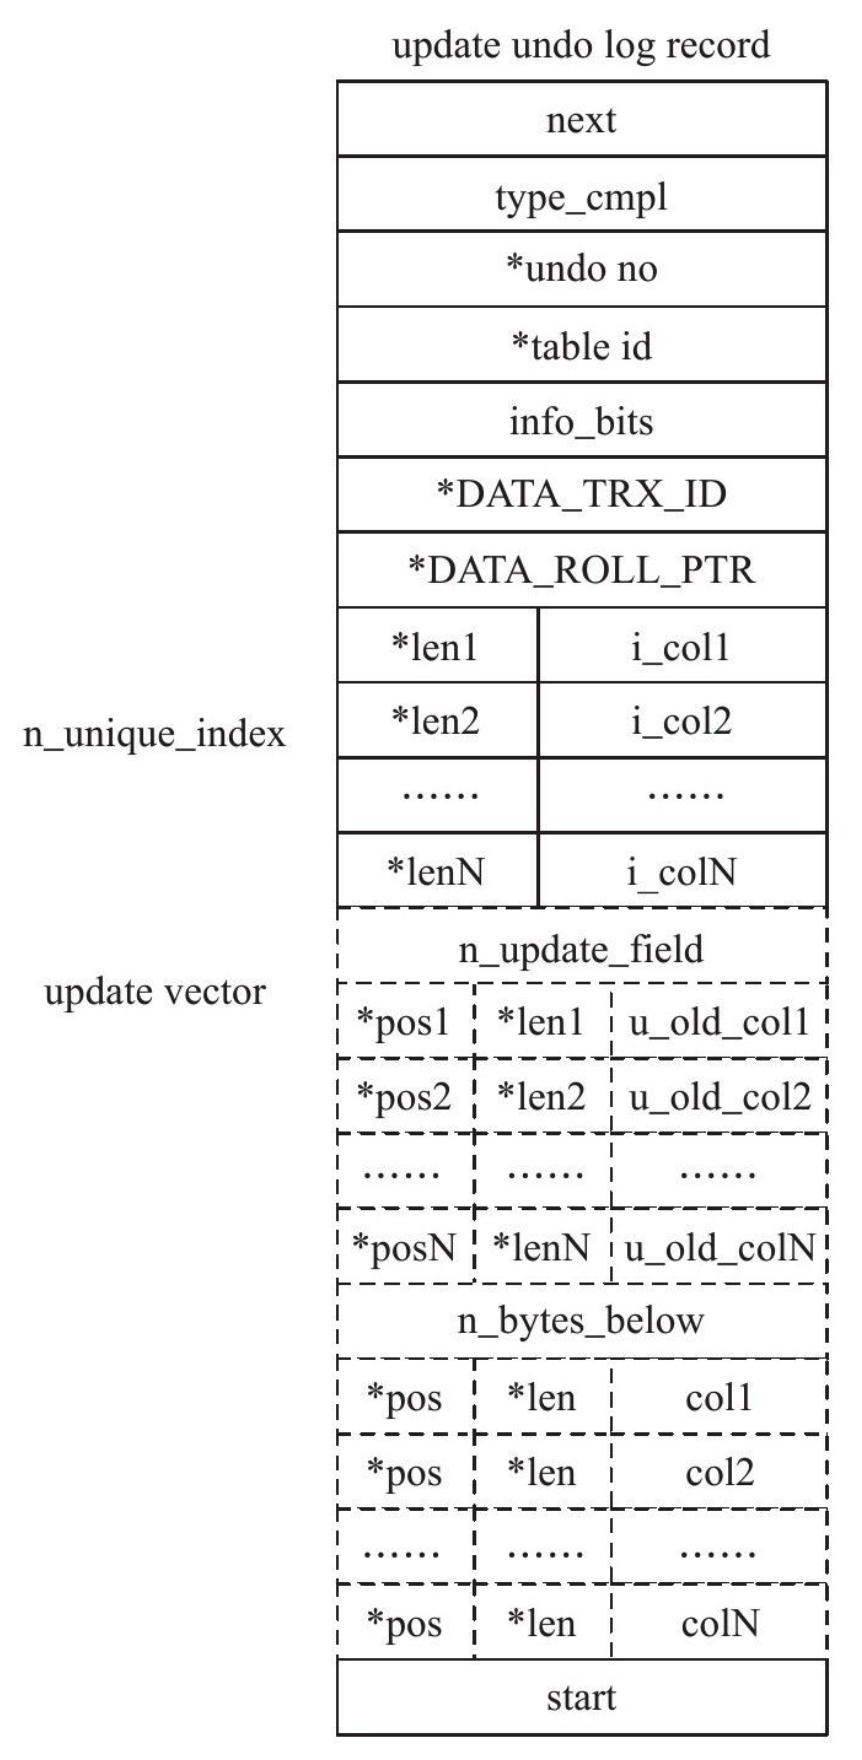 update undo log record
next
type_cmpl
*undo no
*table id
info_bits
*DATA_TRX_ID
*DATA_ROLL_PTR
*len1 i_col1
n_unique_index
*len2 i_col2
...... ......
*lenN i_colN
n_update_field
update vector
*pos1 *len1 u_old_col1
*pos2 *len2 u_old_col2
...... ...... ......
*posN *lenN u_old_colN
n_bytes_below
*pos *len col1
*pos *len col2
...... ...... ......
*pos *len colN
start